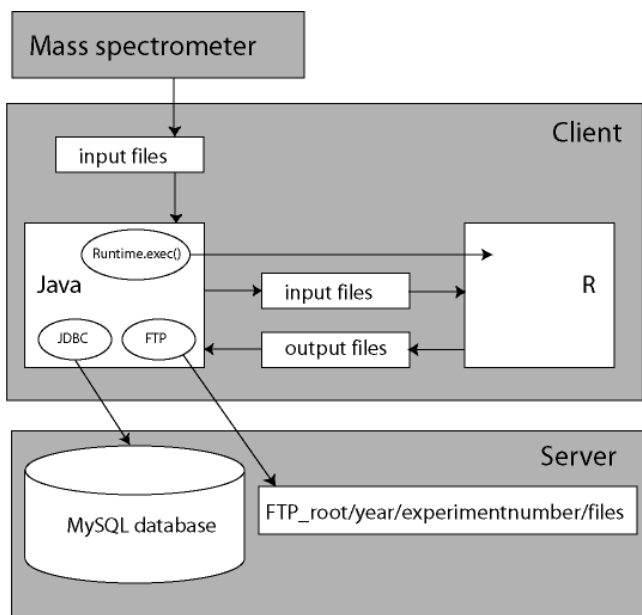 Mass spectrometer
Client
input files
Runtime.exec()
Java
R
input files
JDBC
FTP
output files
Server
MySQL database
FTP_root/year/experimentnumber/files